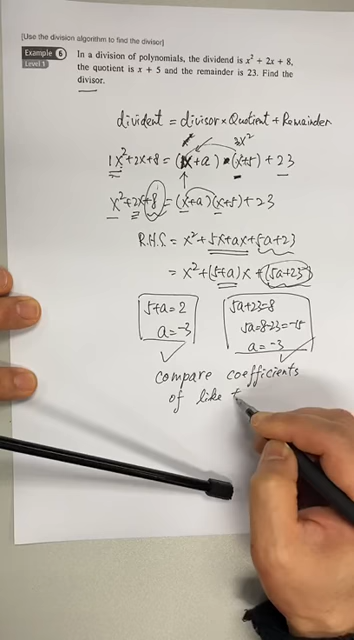 [Use the division algorithm to find the divisor]
Example 6 In a division of polynomials, the dividend is x² + 2x + 8,
Level 1 the quotient is x + 5 and the remainder is 23. Find the
divisor.
divident = divisor × Quotient + Remainder
1x²+2x+8 = (x+a) • (x+5) + 23
x²+2x+8 = (x+a)(x+5)+23
R.H.S. = x²+5x+ax+5a+23
= x²+(5+a)x+(5a+23)
5+a=2
a=-3
5a+23=8
5a=8-23=-15
a=-3
compare coefficients
of like t